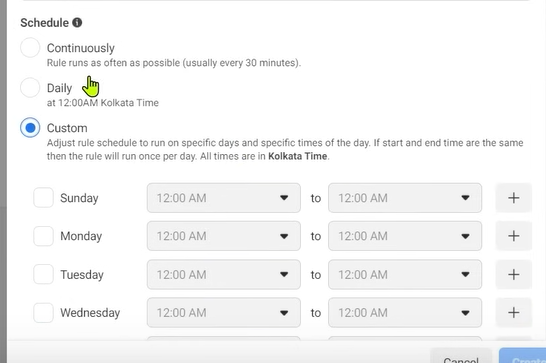 Schedule
Continuously
Rule runs as often as possible (usually every 30 minutes).
Daily
at 12:00AM Kolkata Time
Custom
Adjust rule schedule to run on specific days and specific times of the day. If start and end time are the same
then the rule will run once per day. All times are in Kolkata Time.
Sunday 12:00 AM to 12:00 AM
Monday 12:00 AM to 12:00 AM
Tuesday 12:00 AM to 12:00 AM
Wednesday 12:00 AM to 12:00 AM
Cancel Create